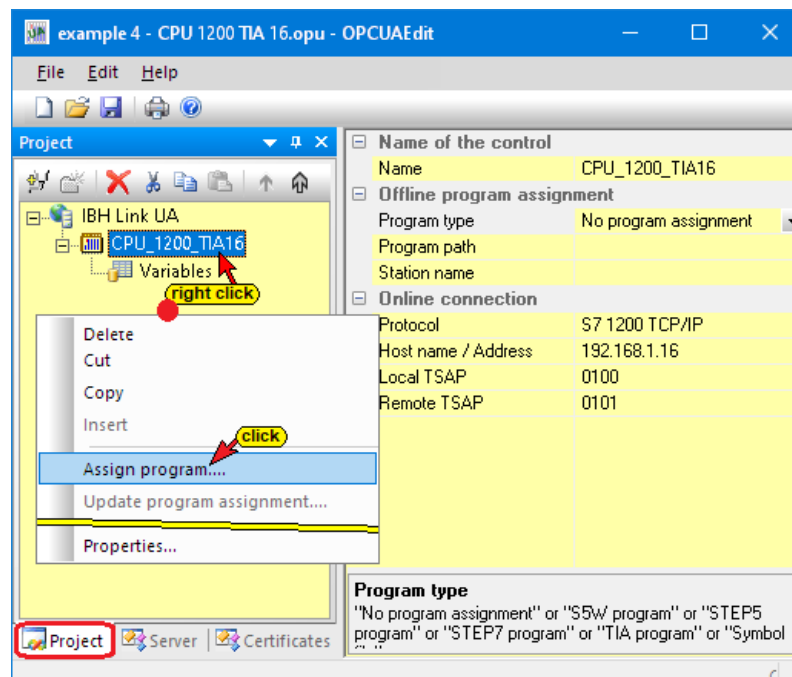 example 4 - CPU 1200 TIA 16.opu - OPCUAEdit
File Edit Help
Project
IBH Link UA
CPU_1200_TIA16
Variables
right click
Delete
Cut
Copy
Insert
click
Assign program....
Update program assignment....
Properties...
Project Server Certificates
Name of the control
Name CPU_1200_TIA16
Offline program assignment
Program type No program assignment
Program path
Station name
Online connection
Protocol S7 1200 TCP/IP
Host name / Address 192.168.1.16
Local TSAP 0100
Remote TSAP 0101
Program type
"No program assignment" or "S5W program" or "STEP5
program" or "STEP7 program" or "TIA program" or "Symbol